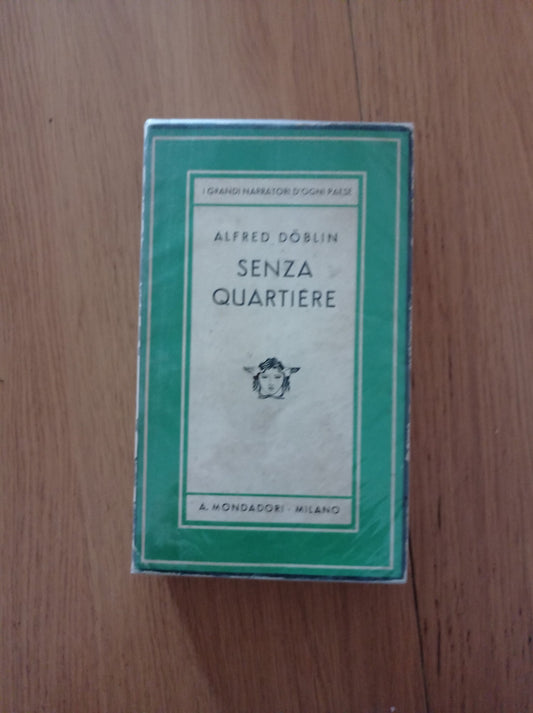 I GRANDI NARRATORI D'OGNI PAESE
ALFRED DÖBLIN
SENZA
QUARTIERE
A. MONDADORI - MILANO